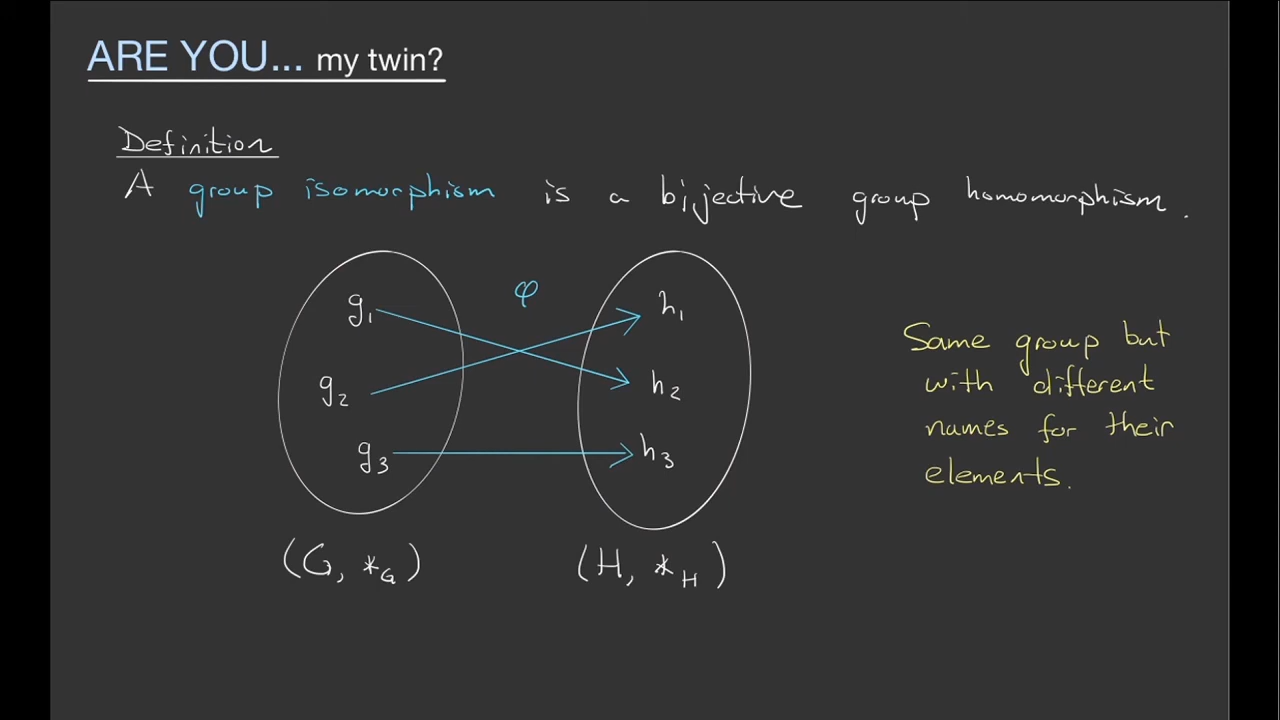 ARE YOU... my twin?
Definition
A group isomorphism is a bijective group homomorphism.
φ
g₁ h₁
g₂ h₂
g₃ h₃
(G, *G) (H, *H)
Same group but
with different
names for their
elements.